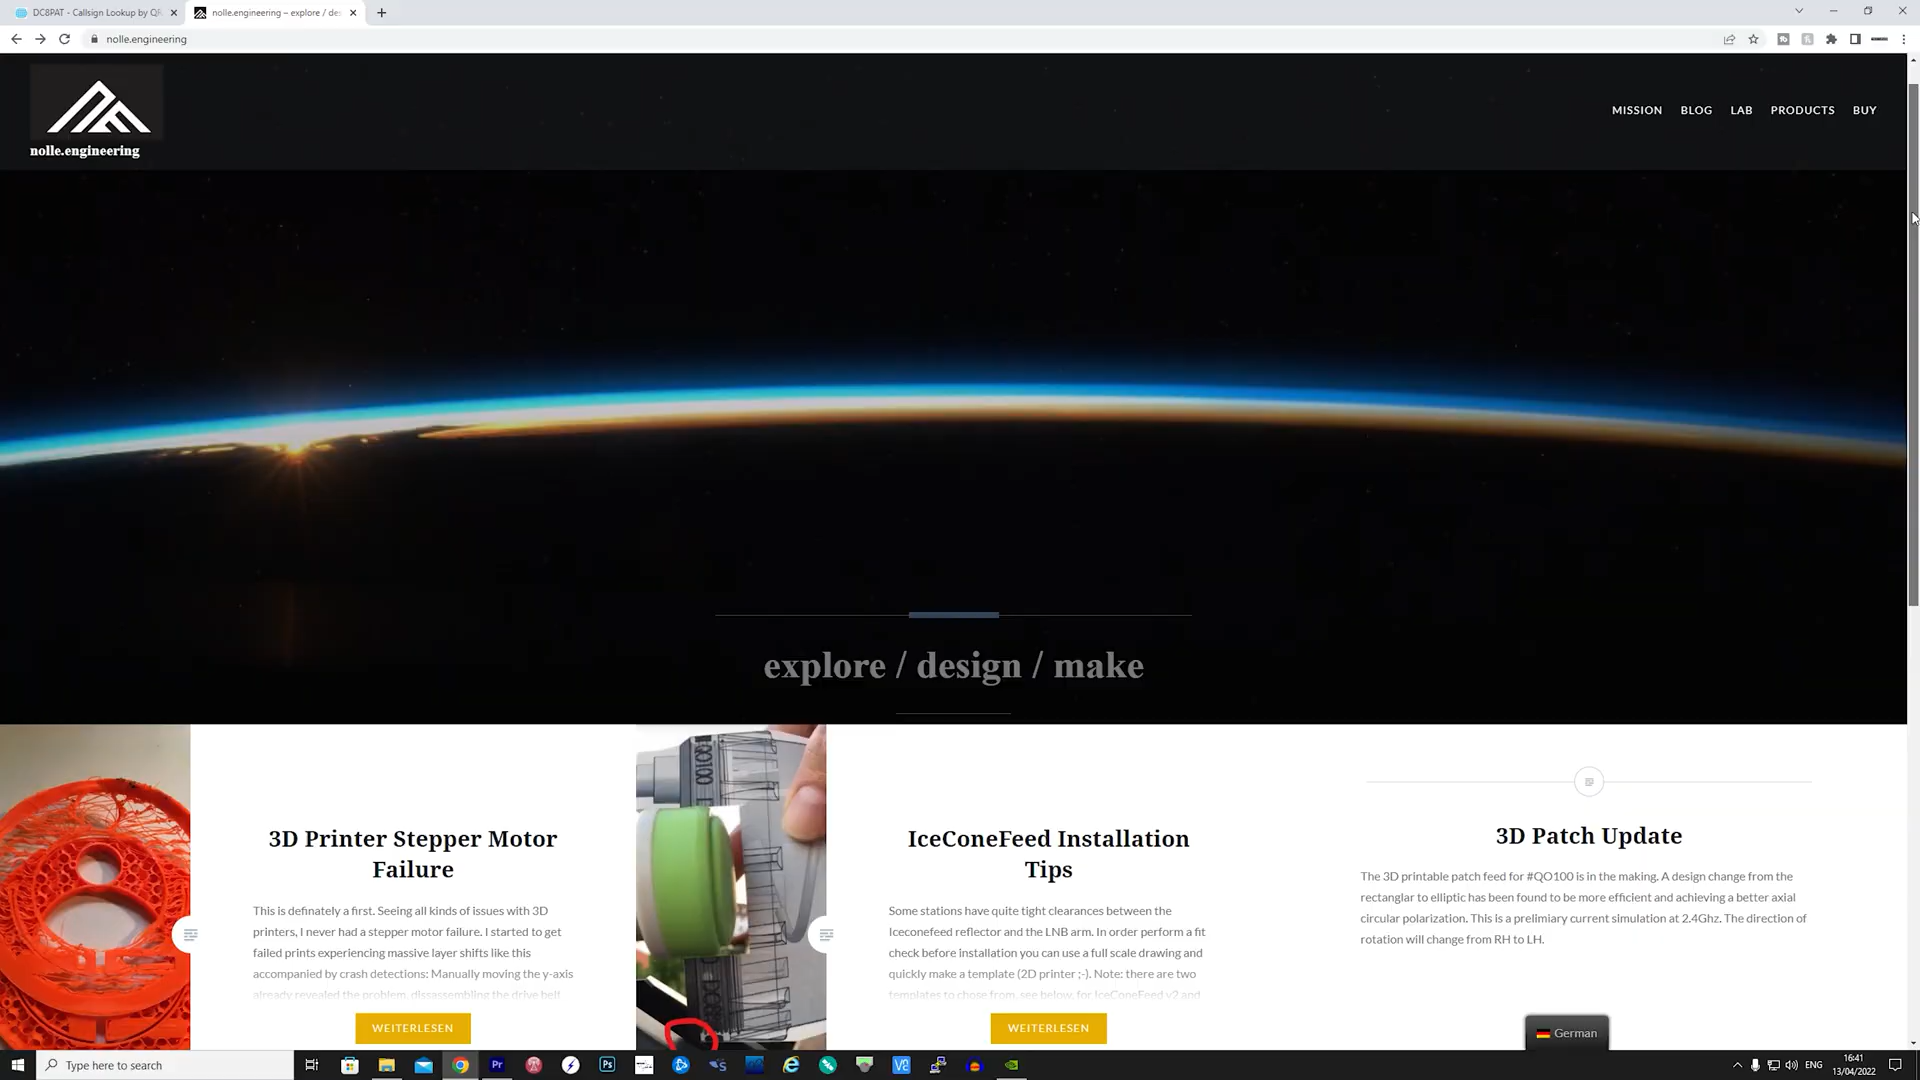 DC8PAT - Callsign Lookup by QR
nolle.engineering – explore / de
nolle.engineering
nolle.engineering
MISSION BLOG LAB PRODUCTS BUY
explore / design / make
3D Printer Stepper Motor
Failure
This is definately a first. Seeing all kinds of issues with 3D
printers, I never had a stepper motor failure. I started to get
failed prints experiencing massive layer shifts like this
accompanied by crash detections: Manually moving the y-axis
already revealed the problem, dissassembling the drive belt
WEITERLESEN
IceConeFeed Installation
Tips
Some stations have quite tight clearances between the
Iceconefeed reflector and the LNB arm. In order perform a fit
check before installation you can use a full scale drawing and
quickly make a template (2D printer ;-). Note: there are two
templates to chose from, see below, for IceConeFeed v2 and
WEITERLESEN
3D Patch Update
The 3D printable patch feed for #QO100 is in the making. A design change from the
rectanglar to elliptic has been found to be more efficient and achieving a better axial
circular polarization. This is a prelimiary current simulation at 2.4Ghz. The direction of
rotation will change from RH to LH.
German
Type here to search
Pr
Ps
ENG
16:41
13/04/2022